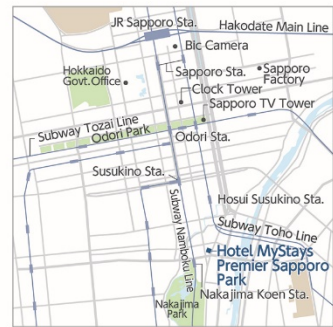 JR Sapporo Sta.
Hakodate Main Line
Bic Camera
Hokkaido
Govt. Office
Sapporo Sta.
Sapporo
Factory
Clock Tower
Sapporo TV Tower
Subway Tozai Line
Odori Park
Odori Sta.
Susukino Sta.
Hosui Susukino Sta.
Subway Namboku Line
Subway Toho Line
Hotel MyStays
Premier Sapporo
Park
Nakajima Koen Sta.
Nakajima
Park